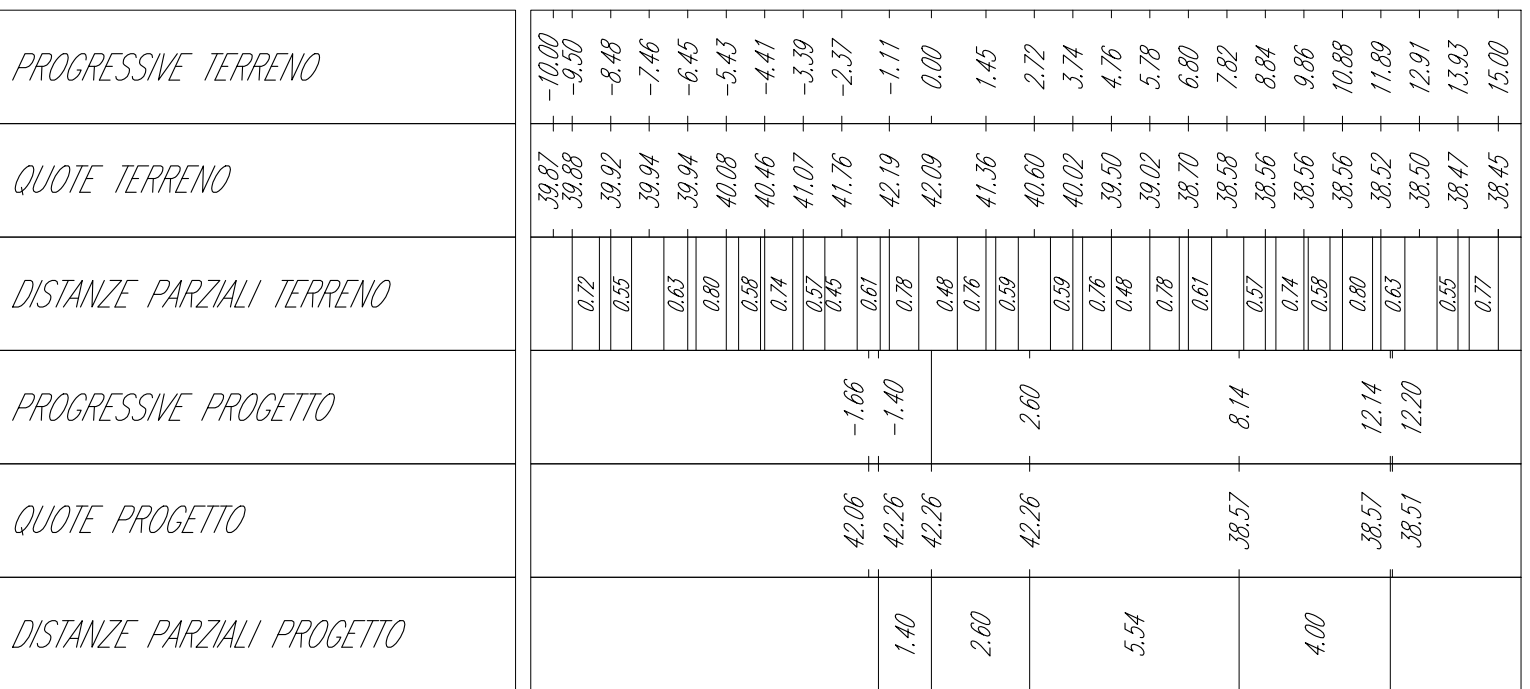 PROGRESSIVE TERRENO -10.00 -9.50 -8.48 -7.46 -6.45 -5.43 -4.41 -3.39 -2.37 -1.11 0.00 1.45 2.72 3.74 4.76 5.78 6.80 7.82 8.84 9.86 10.88 11.89 12.91 13.93 15.00
QUOTE TERRENO 39.87 39.88 39.92 39.94 39.94 40.08 40.46 41.07 41.76 42.19 42.09 41.36 40.60 40.02 39.50 39.02 38.70 38.58 38.56 38.56 38.56 38.52 38.50 38.47 38.45
DISTANZE PARZIALI TERRENO 0.72 0.55 0.63 0.80 0.58 0.74 0.57 0.45 0.61 0.78 0.48 0.76 0.59 0.59 0.76 0.48 0.78 0.61 0.57 0.74 0.58 0.80 0.63 0.55 0.77
PROGRESSIVE PROGETTO -1.66 -1.40 2.60 8.14 12.14 12.20
QUOTE PROGETTO 42.06 42.26 42.26 42.26 38.57 38.57 38.51
DISTANZE PARZIALI PROGETTO 1.40 2.60 5.54 4.00